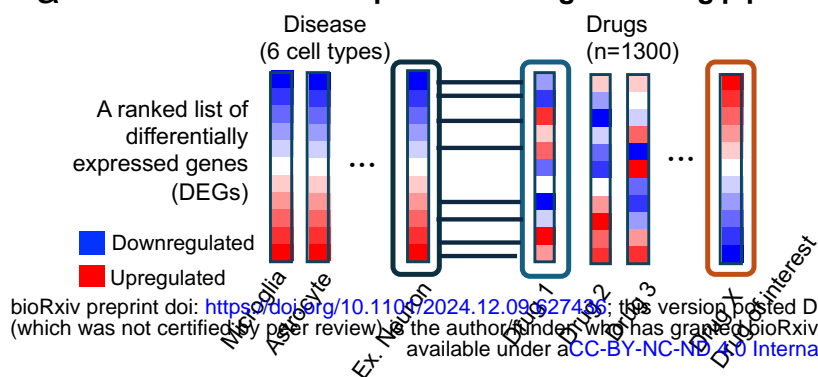 Disease
(6 cell types)
Drugs
(n=1300)
A ranked list of
differentially
expressed genes
(DEGs)
...
...
Downregulated
Upregulated
Microglia
Astrocyte
Ex. Neuron
Drug 1
Drug 2
Drug 3
Drug X
Drug of interest
bioRxiv preprint doi: https://doi.org/10.1101/2024.12.09.627436; this version posted D
(which was not certified by peer review) is the author/funder, who has granted bioRxiv
available under aCC-BY-NC-ND 4.0 Interna